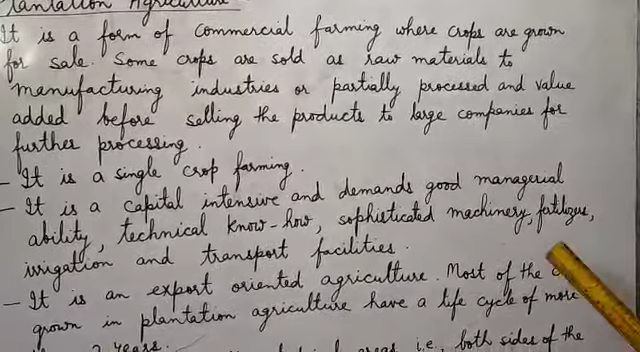 Plantation Agriculture
It is a form of commercial farming where crops are grown
for sale. Some crops are sold as raw materials to
manufacturing industries or partially processed and value
added before selling the products to large companies for
further processing.
- It is a single crop farming.
- It is a capital intensive and demands good managerial
ability, technical know-how, sophisticated machinery, fertilizers,
irrigation and transport facilities.
- It is an export oriented agriculture. Most of the
grown in plantation agriculture have a life cycle of more
2 years.
areas i.e., both sides of the